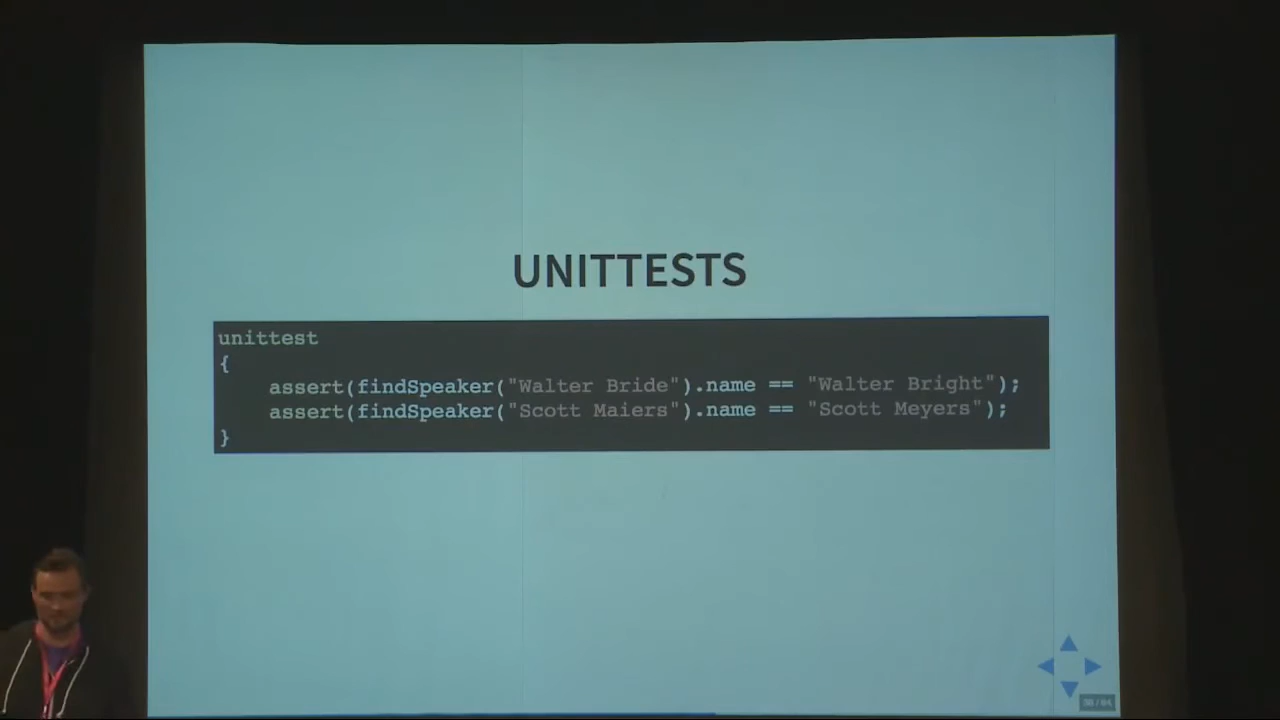 UNITTESTS
unittest
{
assert(findSpeaker("Walter Bride").name == "Walter Bright");
assert(findSpeaker("Scott Maiers").name == "Scott Meyers");
}